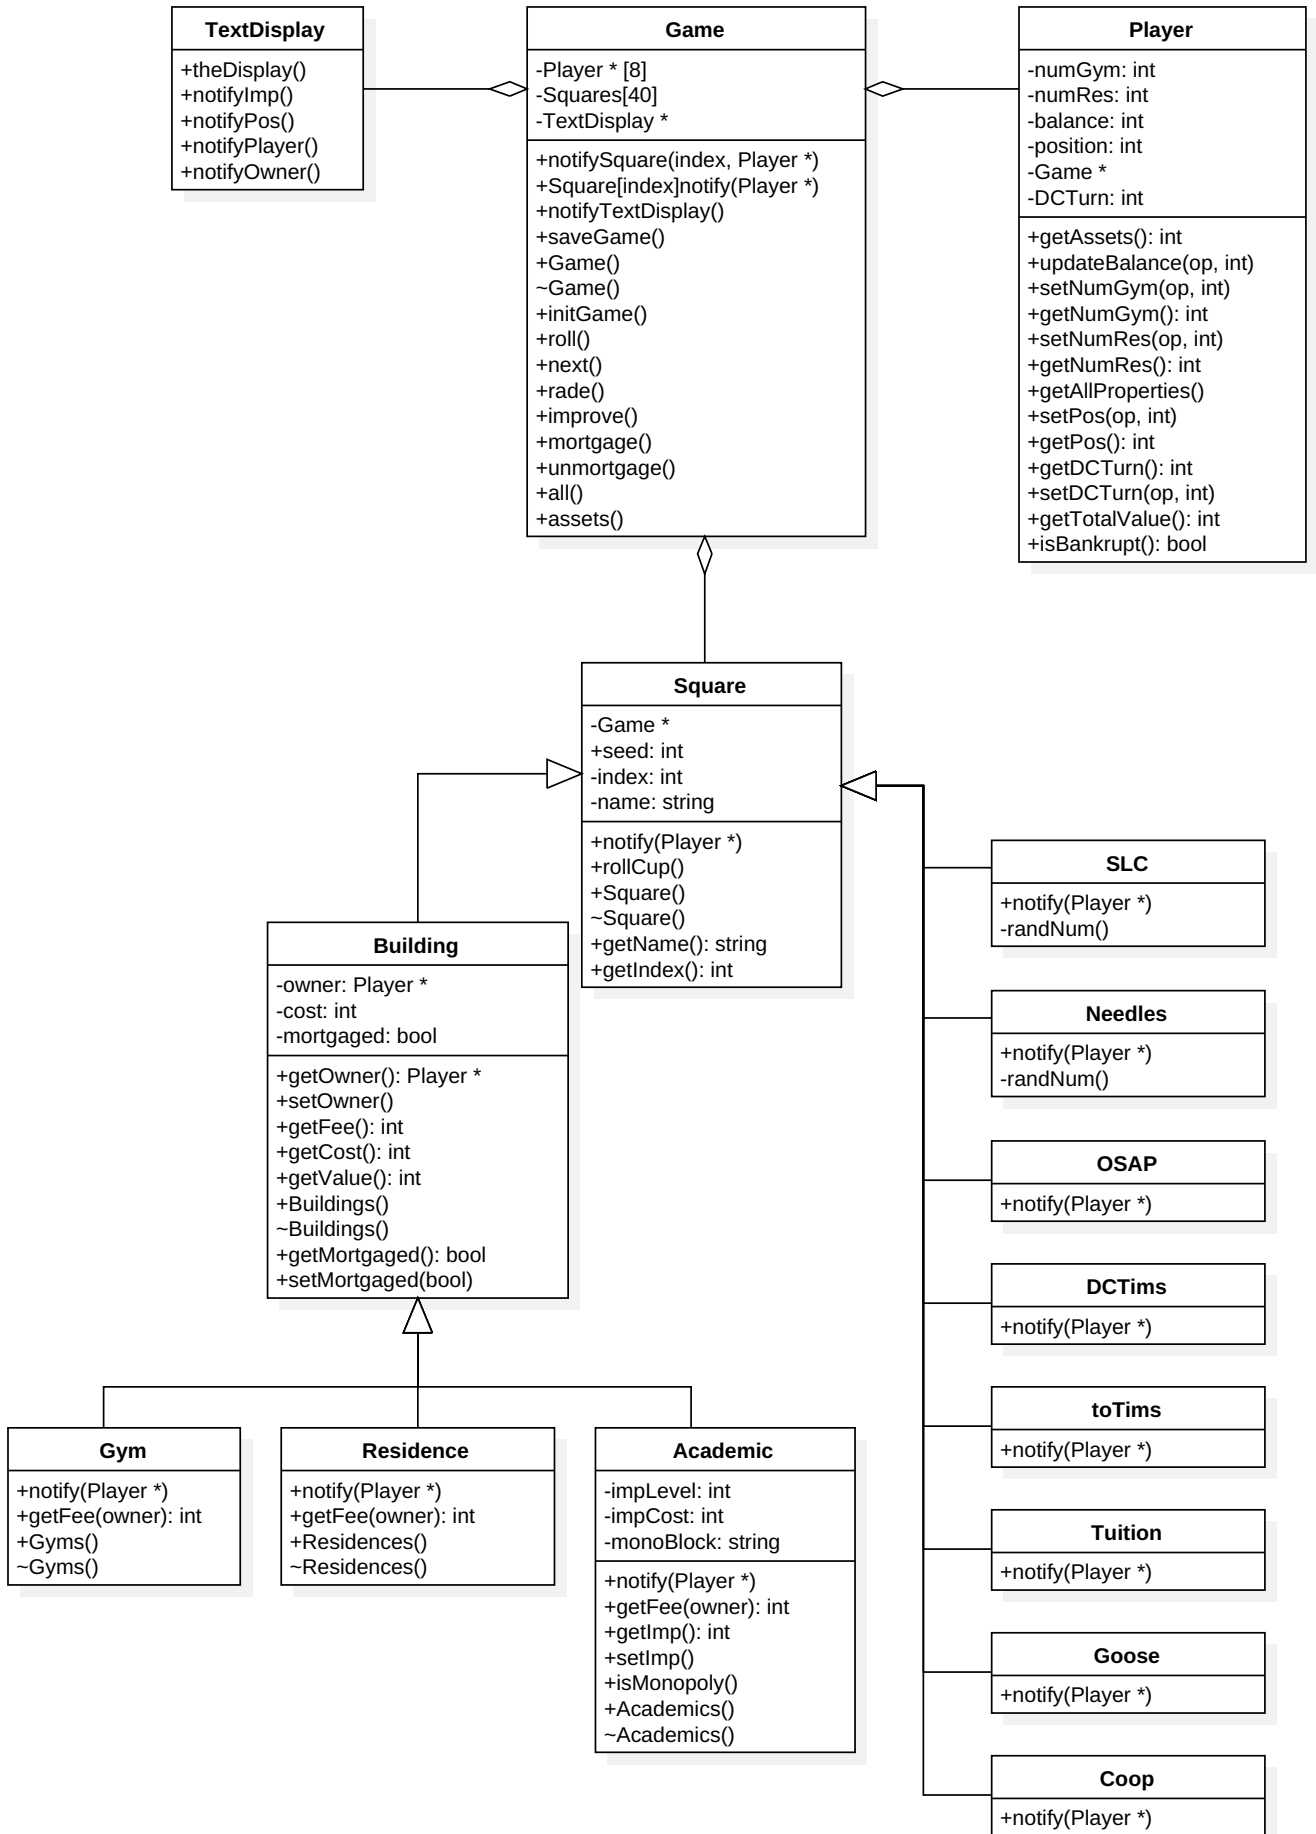 TextDisplay
+theDisplay()
+notifyImp()
+notifyPos()
+notifyPlayer()
+notifyOwner()
Game
-Player * [8]
-Squares[40]
-TextDisplay *
+notifySquare(index, Player *)
+Square[index]notify(Player *)
+notifyTextDisplay()
+saveGame()
+Game()
~Game()
+initGame()
+roll()
+next()
+rade()
+improve()
+mortgage()
+unmortgage()
+all()
+assets()
Player
-numGym: int
-numRes: int
-balance: int
-position: int
-Game *
-DCTurn: int
+getAssets(): int
+updateBalance(op, int)
+setNumGym(op, int)
+getNumGym(): int
+setNumRes(op, int)
+getNumRes(): int
+getAllProperties()
+setPos(op, int)
+getPos(): int
+getDCTurn(): int
+setDCTurn(op, int)
+getTotalValue(): int
+isBankrupt(): bool
Square
-Game *
+seed: int
-index: int
-name: string
+notify(Player *)
+rollCup()
+Square()
~Square()
+getName(): string
+getIndex(): int
Building
-owner: Player *
-cost: int
-mortgaged: bool
+getOwner(): Player *
+setOwner()
+getFee(): int
+getCost(): int
+getValue(): int
+Buildings()
~Buildings()
+getMortgaged(): bool
+setMortgaged(bool)
Gym
+notify(Player *)
+getFee(owner): int
+Gyms()
~Gyms()
Residence
+notify(Player *)
+getFee(owner): int
+Residences()
~Residences()
Academic
-impLevel: int
-impCost: int
-monoBlock: string
+notify(Player *)
+getFee(owner): int
+getImp(): int
+setImp()
+isMonopoly()
+Academics()
~Academics()
SLC
+notify(Player *)
-randNum()
Needles
+notify(Player *)
-randNum()
OSAP
+notify(Player *)
DCTims
+notify(Player *)
toTims
+notify(Player *)
Tuition
+notify(Player *)
Goose
+notify(Player *)
Coop
+notify(Player *)